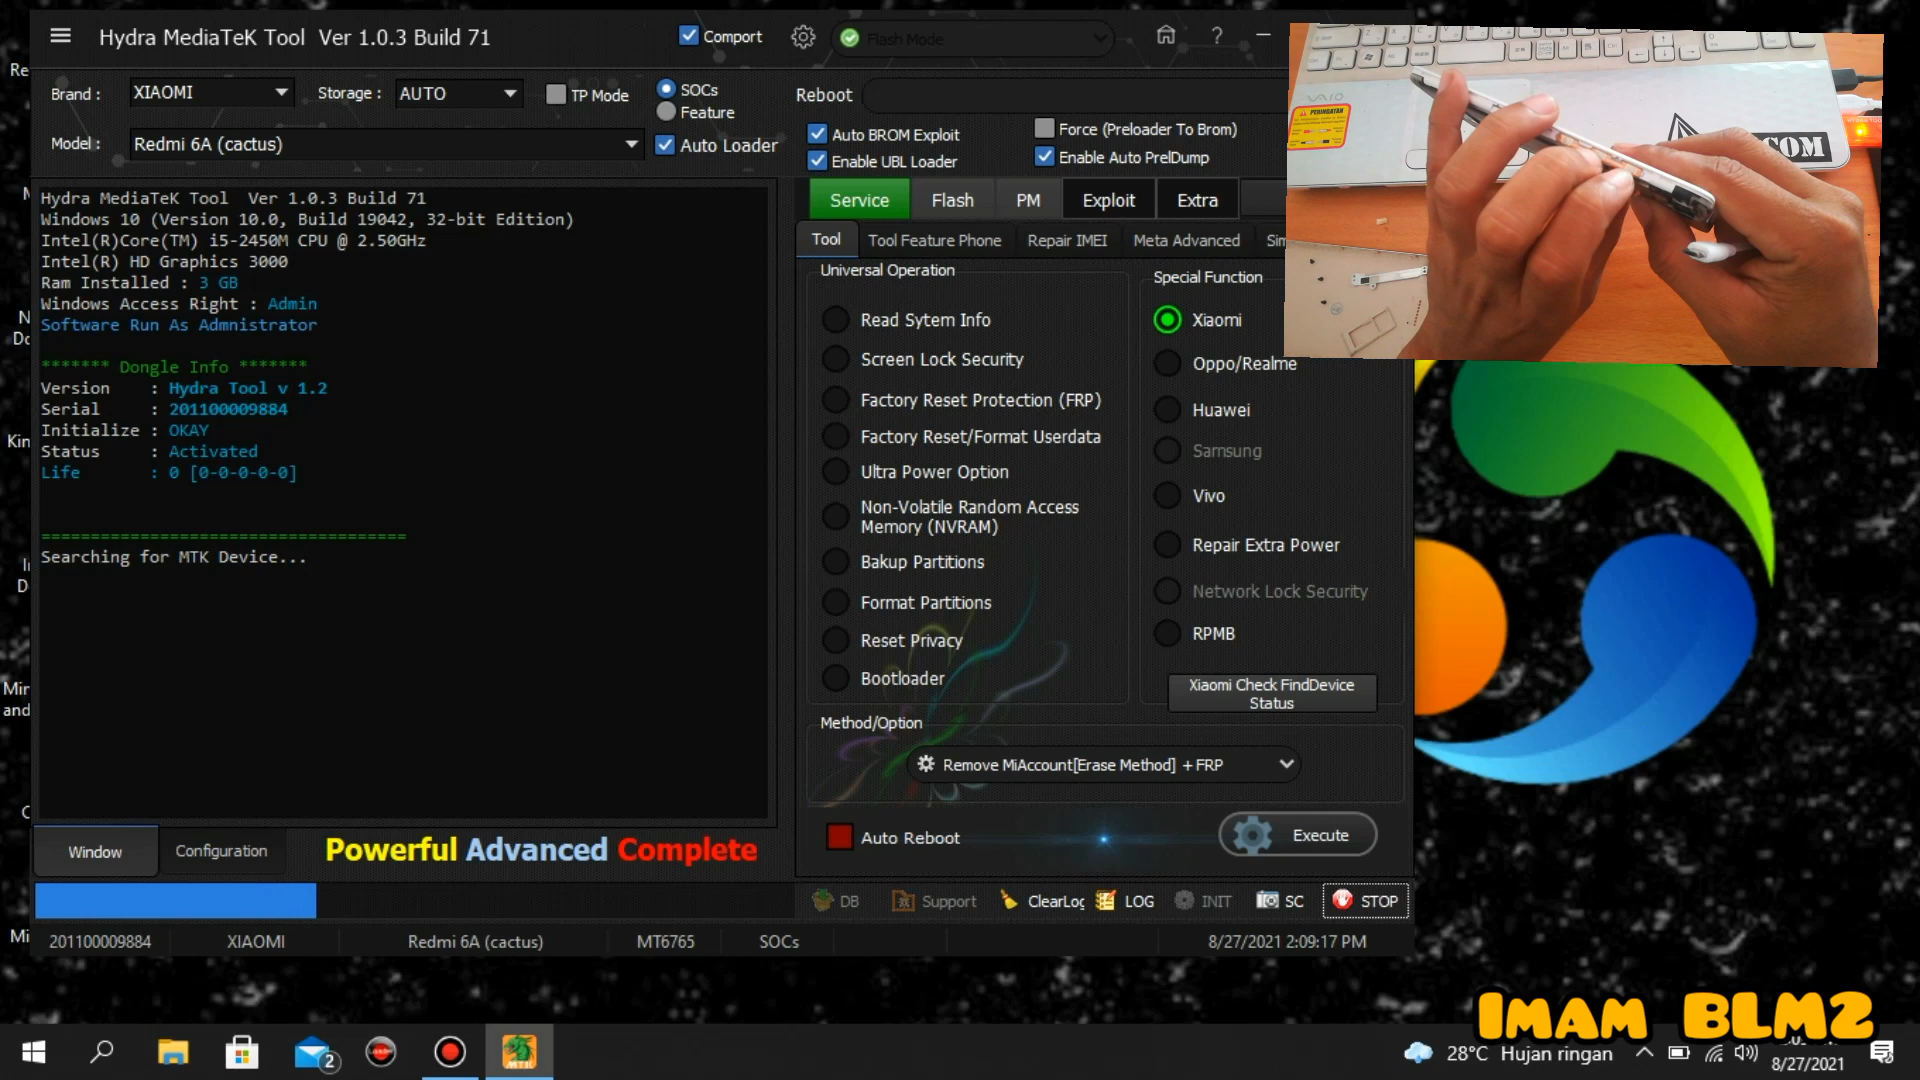 Hydra MediaTeK Tool Ver 1.0.3 Build 71
Comport
Flash Mode
?
Brand :
XIAOMI
Storage :
AUTO
TP Mode
SOCs
Feature
Reboot
Model :
Redmi 6A (cactus)
Auto Loader
Auto BROM Exploit
Enable UBL Loader
Force (Preloader To Brom)
Enable Auto PrelDump
Hydra MediaTeK Tool Ver 1.0.3 Build 71
Windows 10 (Version 10.0, Build 19042, 32-bit Edition)
Intel(R)Core(TM) i5-2450M CPU @ 2.50GHz
Intel(R) HD Graphics 3000
Ram Installed : 3 GB
Windows Access Right : Admin
Software Run As Admnistrator
******* Dongle Info *******
Version : Hydra Tool v 1.2
Serial : 201100009884
Initialize : OKAY
Status : Activated
Life : 0 [0-0-0-0-0]
=====================================
Searching for MTK Device...
Service
Flash
PM
Exploit
Extra
Tool
Tool Feature Phone
Repair IMEI
Meta Advanced
Sim
Universal Operation
Read Sytem Info
Screen Lock Security
Factory Reset Protection (FRP)
Factory Reset/Format Userdata
Ultra Power Option
Non-Volatile Random Access
Memory (NVRAM)
Bakup Partitions
Format Partitions
Reset Privacy
Bootloader
Special Function
Xiaomi
Oppo/Realme
Huawei
Samsung
Vivo
Repair Extra Power
Network Lock Security
RPMB
Xiaomi Check FindDevice
Status
Method/Option
Remove MiAccount[Erase Method] + FRP
Auto Reboot
Execute
Window
Configuration
Powerful Advanced Complete
DB
Support
ClearLog
LOG
INIT
SC
STOP
201100009884
XIAOMI
Redmi 6A (cactus)
MT6765
SOCs
8/27/2021 2:09:17 PM
VAIO
PERINGATAN
.COM
Imam BLM2
2
28°C Hujan ringan
8/27/2021